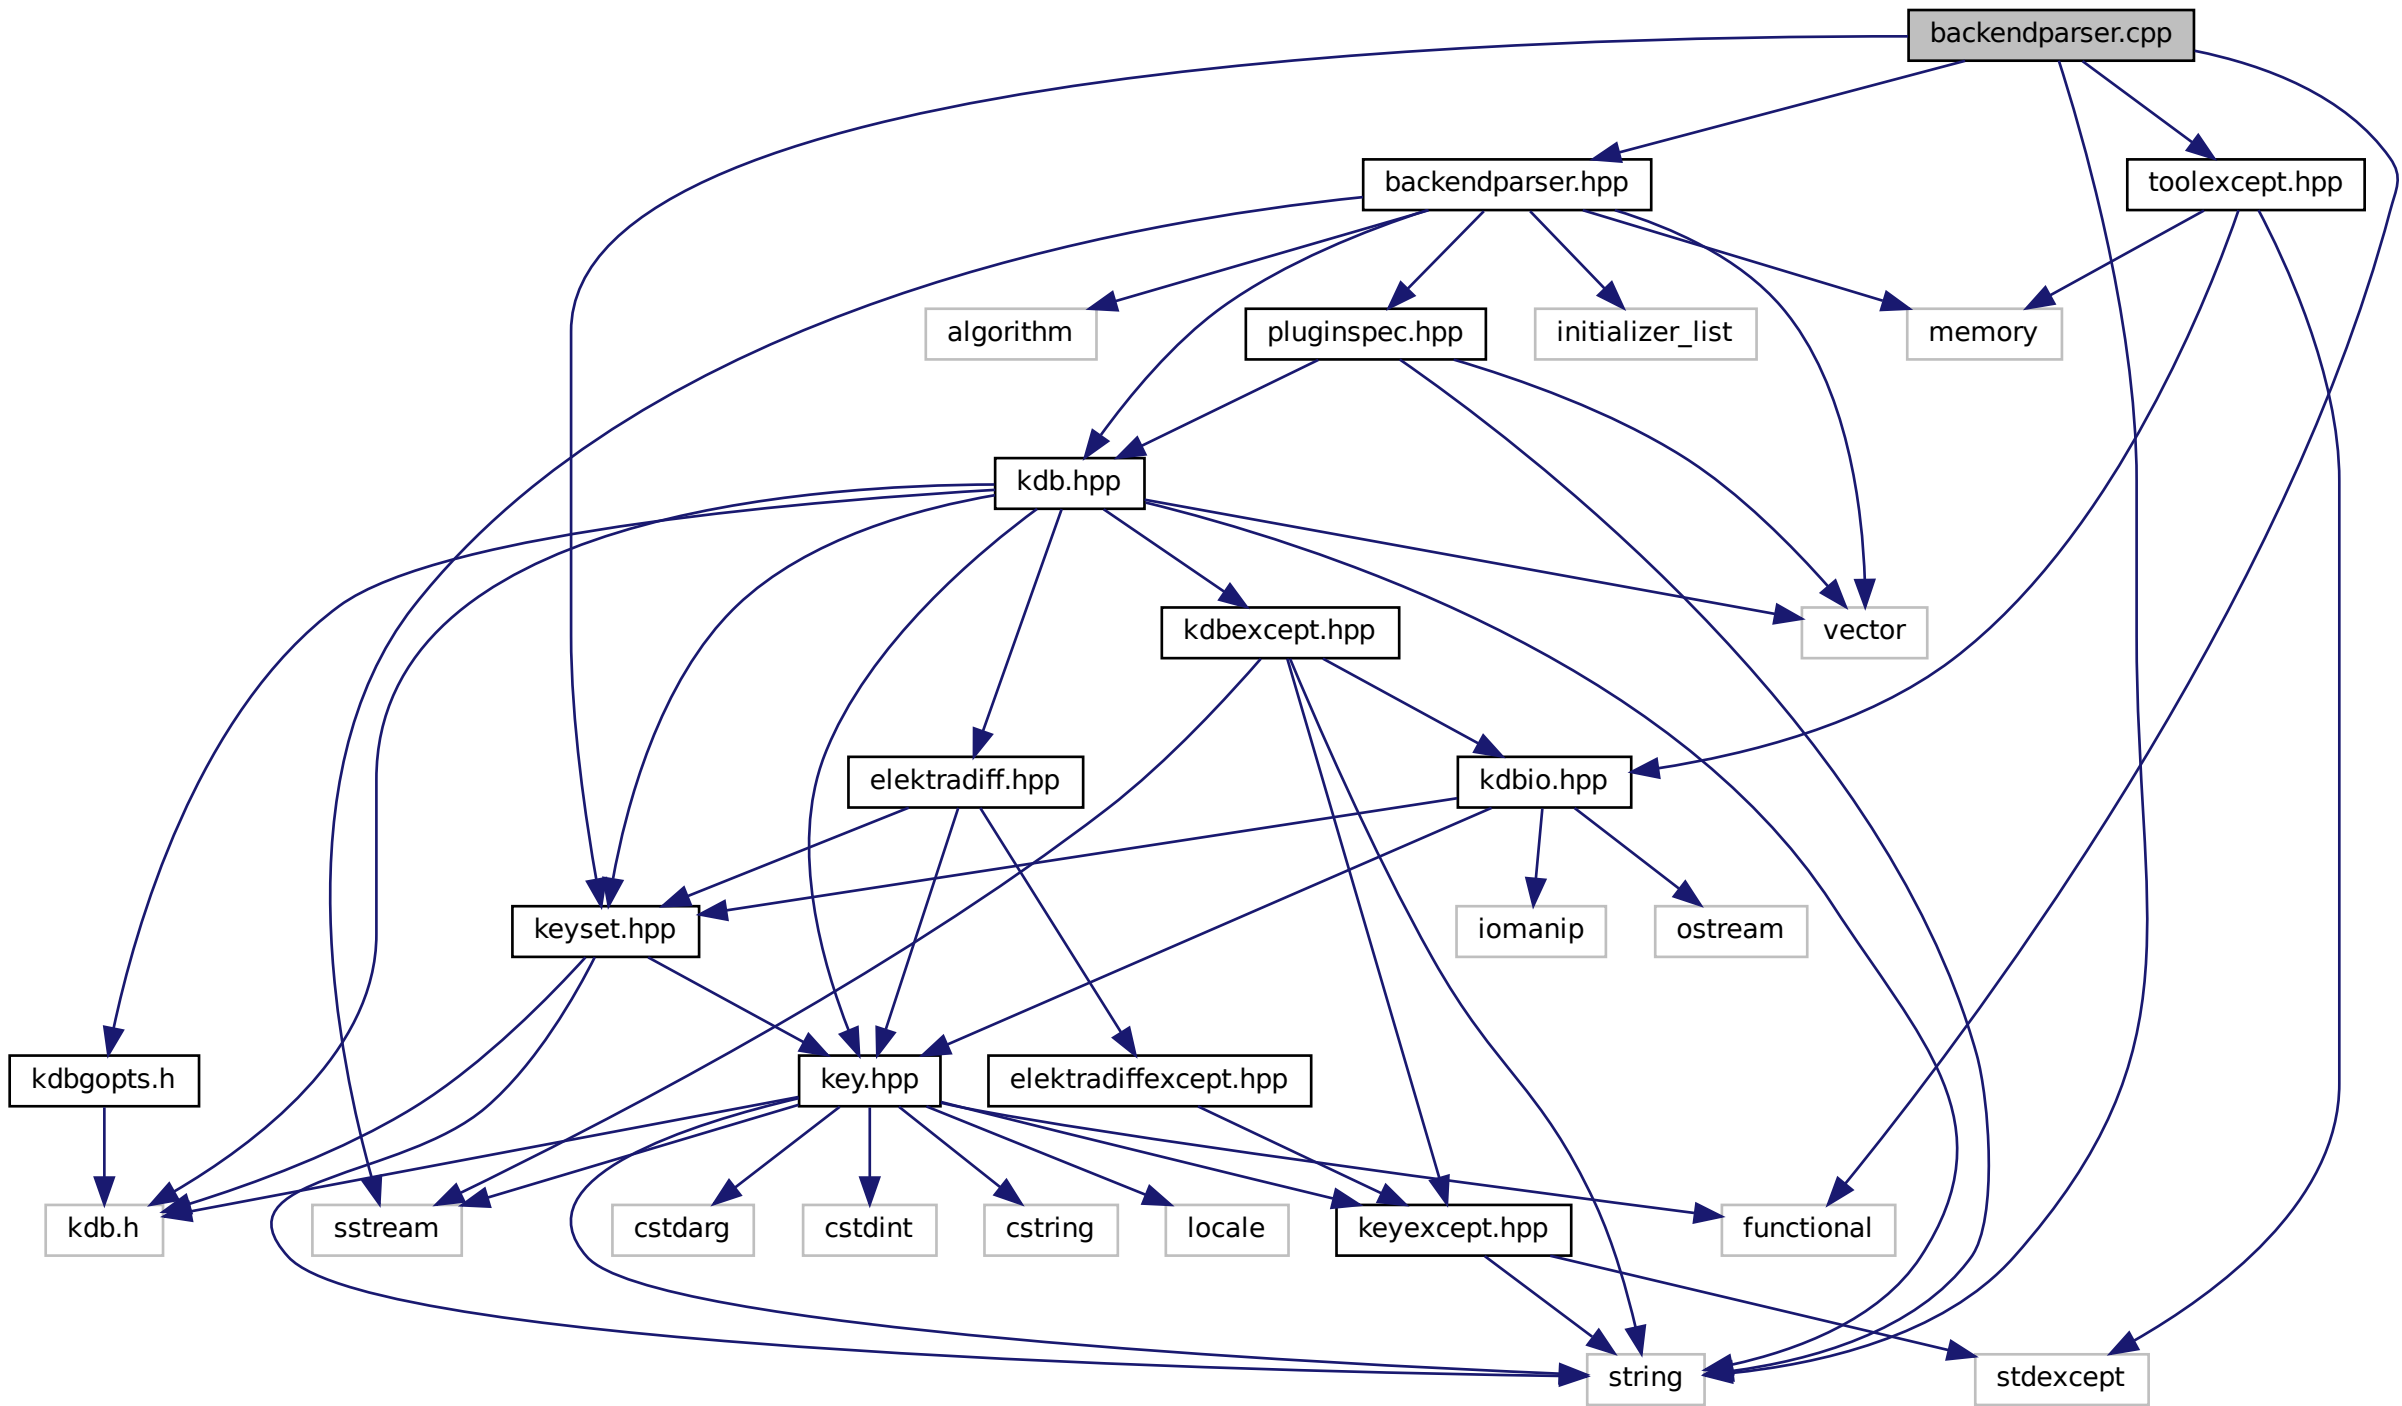 backendparser.cpp
backendparser.hpp
toolexcept.hpp
algorithm
pluginspec.hpp
initializer_list
memory
kdb.hpp
kdbexcept.hpp
vector
elektradiff.hpp
kdbio.hpp
keyset.hpp
iomanip
ostream
kdbgopts.h
key.hpp
elektradiffexcept.hpp
kdb.h
sstream
cstdarg
cstdint
cstring
locale
keyexcept.hpp
functional
string
stdexcept